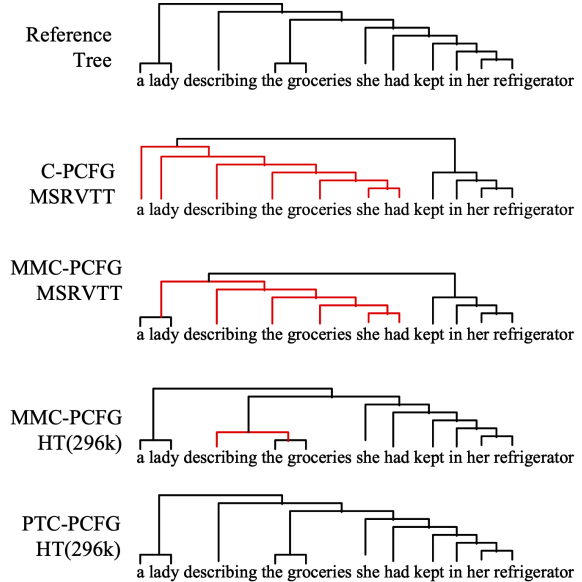 Reference
Tree
a lady describing the groceries she had kept in her refrigerator
C-PCFG
MSRVTT
a lady describing the groceries she had kept in her refrigerator
MMC-PCFG
MSRVTT
a lady describing the groceries she had kept in her refrigerator
MMC-PCFG
HT(296k)
a lady describing the groceries she had kept in her refrigerator
PTC-PCFG
HT(296k)
a lady describing the groceries she had kept in her refrigerator